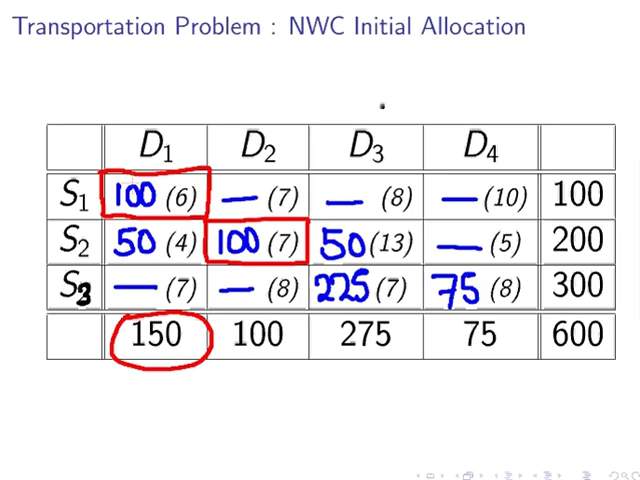 Transportation Problem : NWC Initial Allocation
D1 D2 D3 D4
S1 100 (6) — (7) — (8) — (10) 100
S2 50 (4) 100 (7) 50 (13) — (5) 200
S3 — (7) — (8) 225 (7) 75 (8) 300
150 100 275 75 600